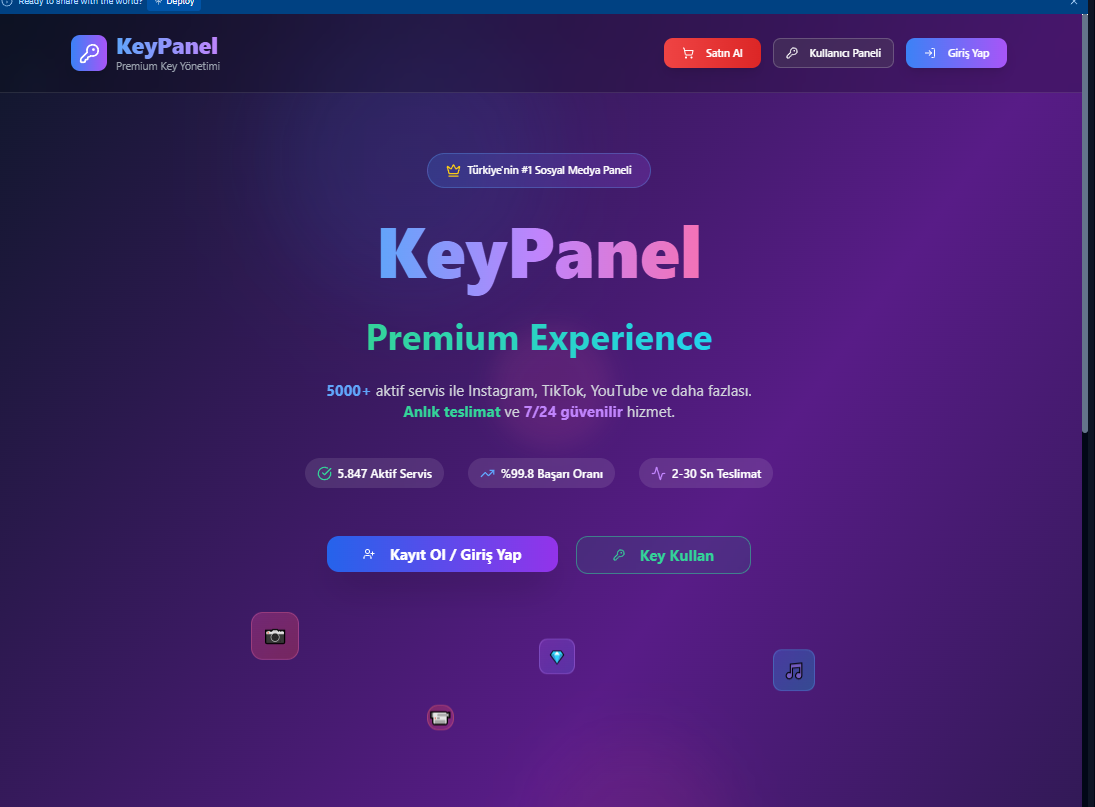 Ready to share with the world? Deploy
KeyPanel
Premium Key Yönetimi
Satın Al
Kullanıcı Paneli
Giriş Yap
Türkiye'nin #1 Sosyal Medya Paneli
KeyPanel
Premium Experience
5000+ aktif servis ile Instagram, TikTok, YouTube ve daha fazlası.
Anlık teslimat ve 7/24 güvenilir hizmet.
5.847 Aktif Servis
%99.8 Başarı Oranı
2-30 Sn Teslimat
Kayıt Ol / Giriş Yap
Key Kullan